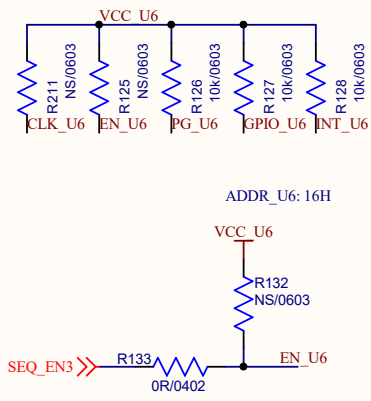 VCC_U6
R211
NS/0603
R125
NS/0603
R126
10k/0603
R127
10k/0603
R128
10k/0603
CLK_U6
EN_U6
PG_U6
GPIO_U6
INT_U6
ADDR_U6: 16H
VCC_U6
R132
NS/0603
SEQ_EN3
R133
0R/0402
EN_U6